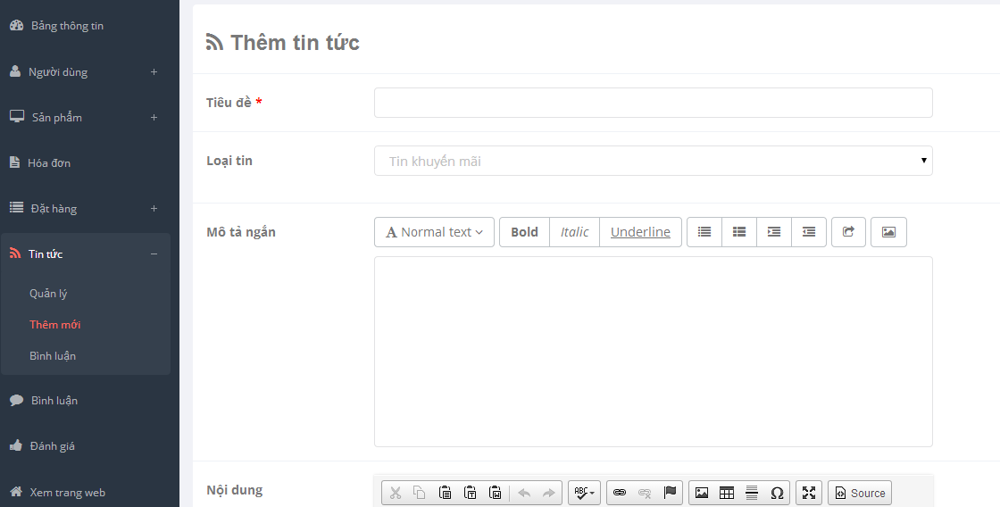 Bảng thông tin
Người dùng +
Sản phẩm +
Hóa đơn
Đặt hàng +
Tin tức −
Quản lý
Thêm mới
Bình luận
Bình luận
Đánh giá
Xem trang web
Thêm tin tức
Tiêu đề *
Loại tin
Tin khuyến mãi
Mô tả ngắn
A Normal text Bold Italic Underline
Nội dung
ABC Ω Source